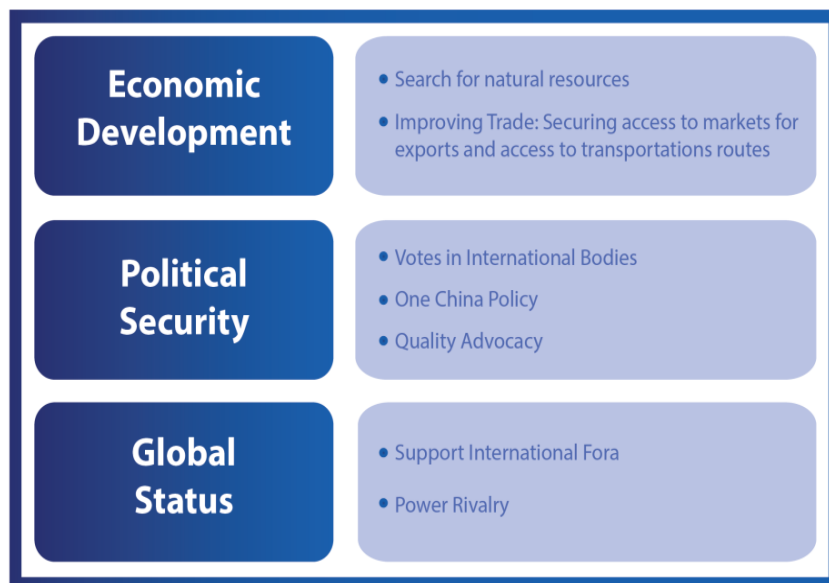 Economic
Development
• Search for natural resources
• Improving Trade: Securing access to markets for
exports and access to transportations routes
Political
Security
• Votes in International Bodies
• One China Policy
• Quality Advocacy
Global
Status
• Support International Fora
• Power Rivalry